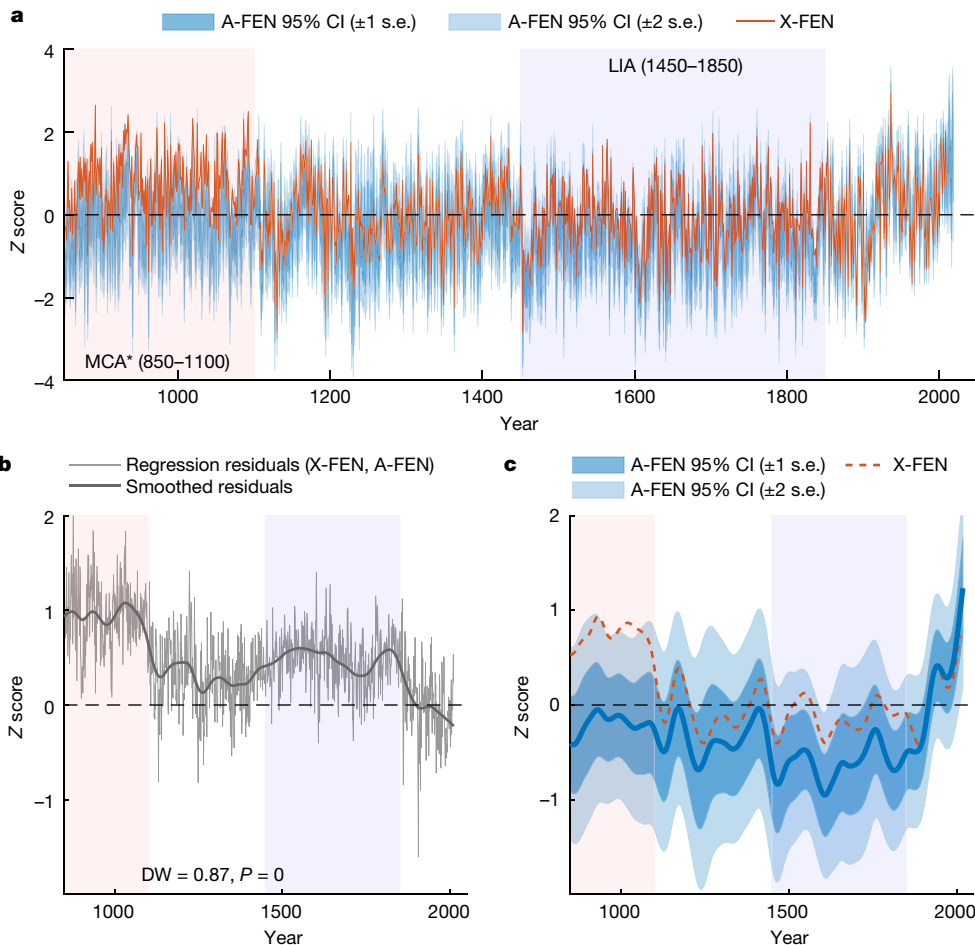 a
A-FEN 95% CI (±1 s.e.) A-FEN 95% CI (±2 s.e.) X-FEN
4
LIA (1450–1850)
2
0
−2
−4
Z score
MCA* (850–1100)
1000 1200 1400 1600 1800 2000
Year
b
Regression residuals (X-FEN, A-FEN)
Smoothed residuals
2
1
0
−1
Z score
DW = 0.87, P = 0
1000 1500 2000
Year
c
A-FEN 95% CI (±1 s.e.) X-FEN
A-FEN 95% CI (±2 s.e.)
2
1
0
−1
Z score
1000 1500 2000
Year